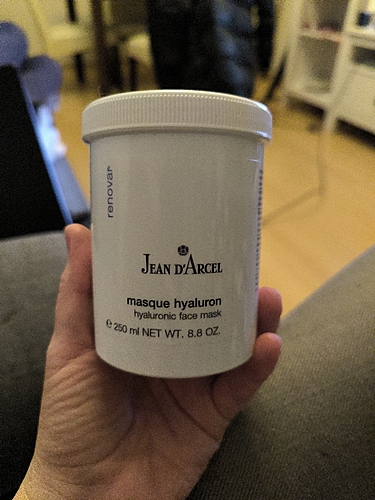 renovar
JEAN D'ARCEL
masque hyaluron
hyaluronic face mask
℮ 250 ml NET WT. 8.8 OZ.